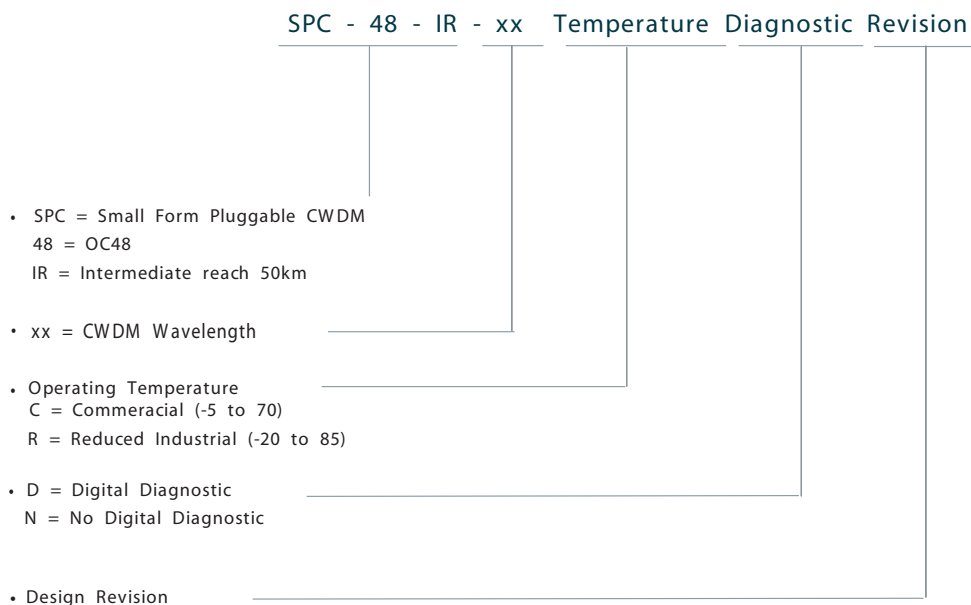 SPC - 48 - IR - xx Temperature Diagnostic Revision
• SPC = Small Form Pluggable CWDM
48 = OC48
IR = Intermediate reach 50km
• xx = CWDM Wavelength
• Operating Temperature
C = Commeracial (-5 to 70)
R = Reduced Industrial (-20 to 85)
• D = Digital Diagnostic
N = No Digital Diagnostic
• Design Revision